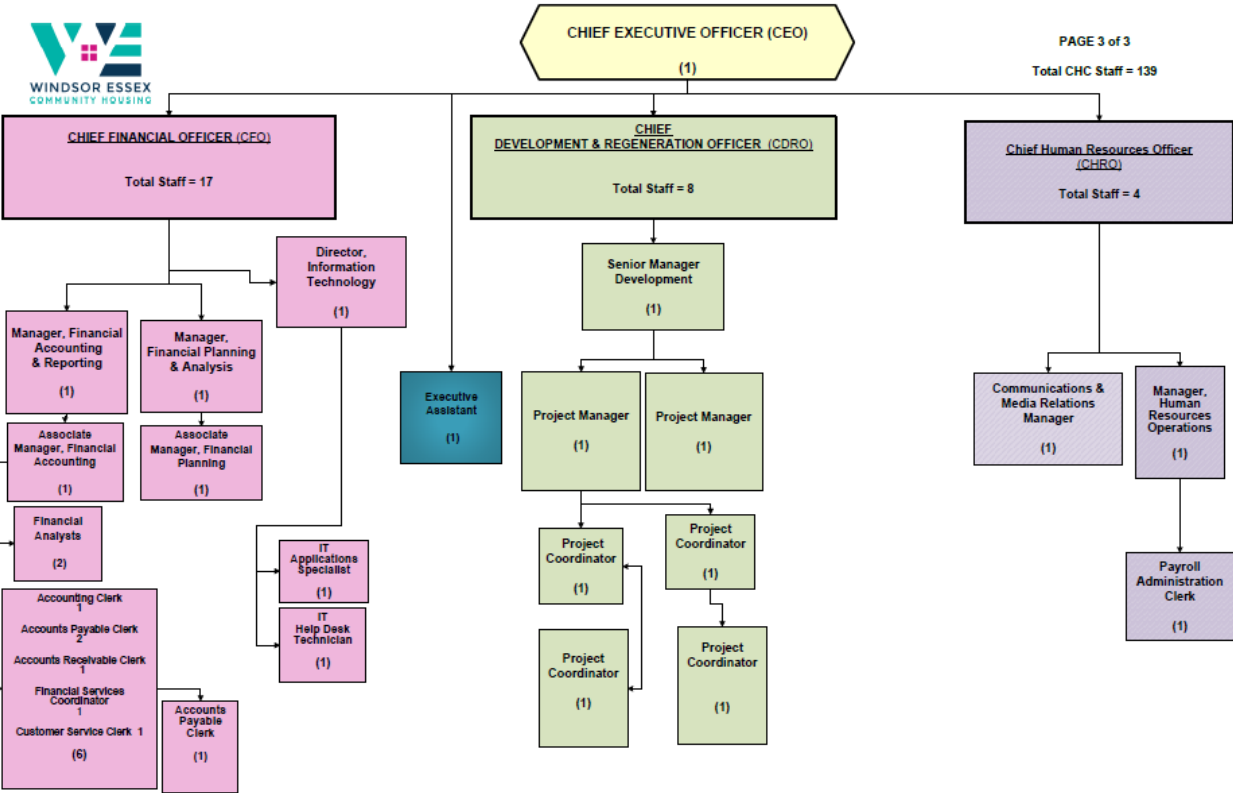 WINDSOR ESSEX
COMMUNITY HOUSING
CHIEF EXECUTIVE OFFICER (CEO)
(1)
PAGE 3 of 3
Total CHC Staff = 139
CHIEF FINANCIAL OFFICER (CFO)
Total Staff = 17
CHIEF
DEVELOPMENT & REGENERATION OFFICER (CDRO)
Total Staff = 8
Chief Human Resources Officer
(CHRO)
Total Staff = 4
Director,
Information
Technology
(1)
Manager, Financial
Accounting
& Reporting
(1)
Manager,
Financial Planning
& Analysis
(1)
Associate
Manager, Financial
Accounting
(1)
Associate
Manager, Financial
Planning
(1)
Financial
Analysts
(2)
Accounting Clerk
1
Accounts Payable Clerk
2
Accounts Receivable Clerk
1
Financial Services
Coordinator
1
Customer Service Clerk 1
(6)
Accounts
Payable
Clerk
(1)
IT
Applications
Specialist
(1)
IT
Help Desk
Technician
(1)
Executive
Assistant
(1)
Senior Manager
Development
(1)
Project Manager
(1)
Project Manager
(1)
Project
Coordinator
(1)
Project
Coordinator
(1)
Project
Coordinator
(1)
Project
Coordinator
(1)
Communications &
Media Relations
Manager
(1)
Manager,
Human
Resources
Operations
(1)
Payroll
Administration
Clerk
(1)